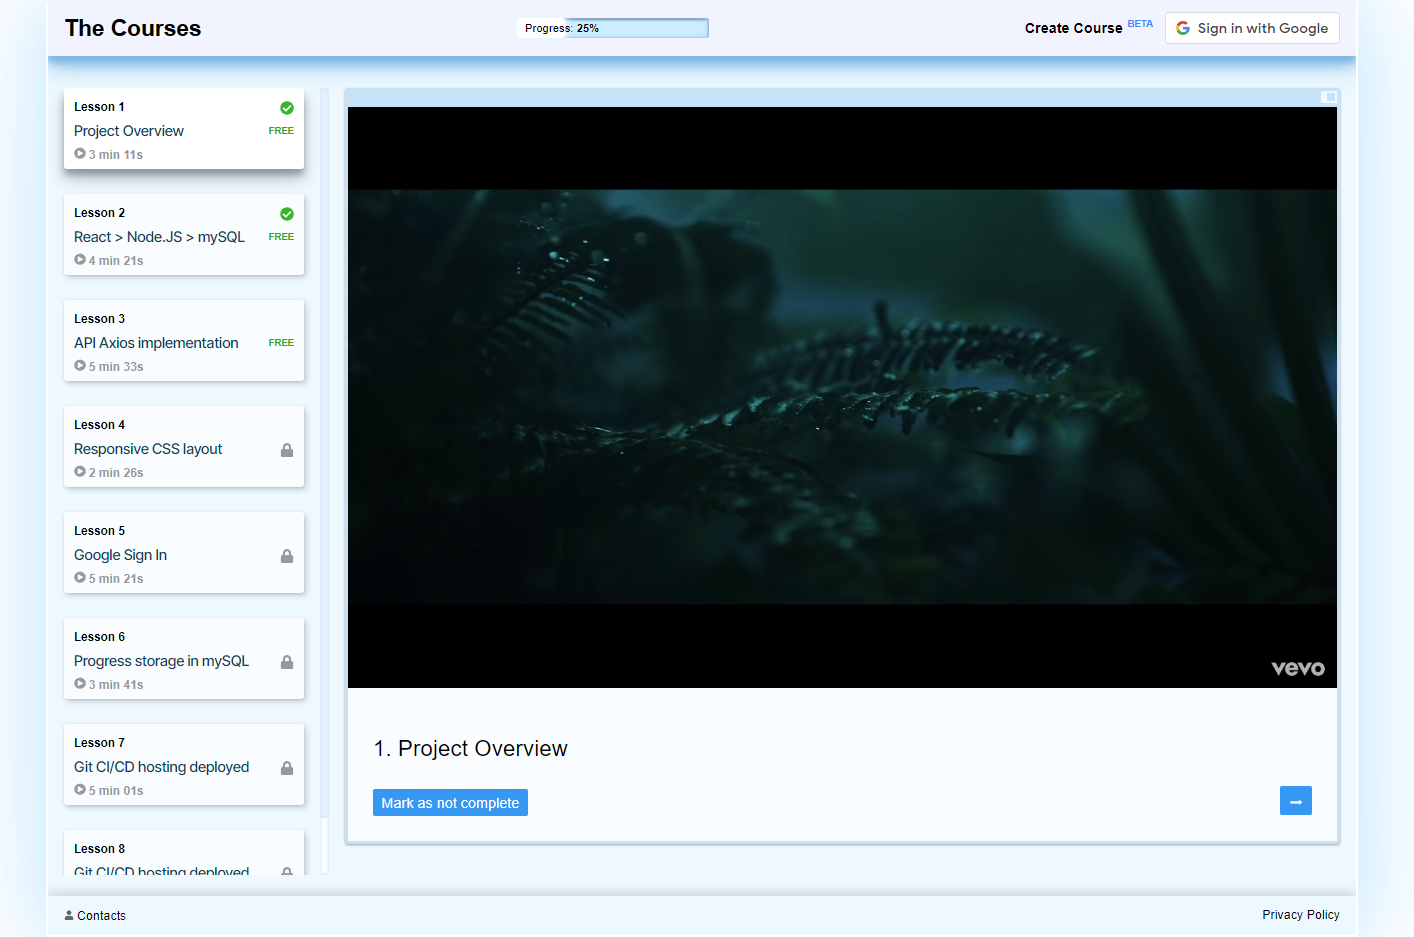 The Courses
Progress: 25%
Create Course BETA
Sign in with Google
Lesson 1
Project Overview
FREE
3 min 11s
Lesson 2
React > Node.JS > mySQL
FREE
4 min 21s
Lesson 3
API Axios implementation
FREE
5 min 33s
Lesson 4
Responsive CSS layout
2 min 26s
Lesson 5
Google Sign In
5 min 21s
Lesson 6
Progress storage in mySQL
3 min 41s
Lesson 7
Git CI/CD hosting deployed
5 min 01s
Lesson 8
Git CI/CD hosting deployed
vevo
1. Project Overview
Mark as not complete
→
Contacts
Privacy Policy